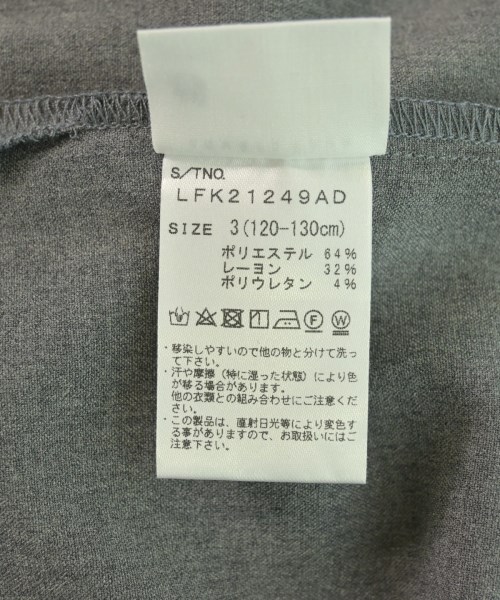 S/TNO.
LFK21249AD
SIZE 3(120-130cm)
ポリエステル 64%
レーヨン 32%
ポリウレタン 4%
・移染しやすいので他の物と分けて洗っ
て下さい。
・汗や摩擦（特に湿った状態）により色
が移る場合があります。
他の衣類との組み合わせにご注意くだ
さい。
・この製品は、直射日光等により変色す
る事がありますので、お取扱いにはご
注意下さい。